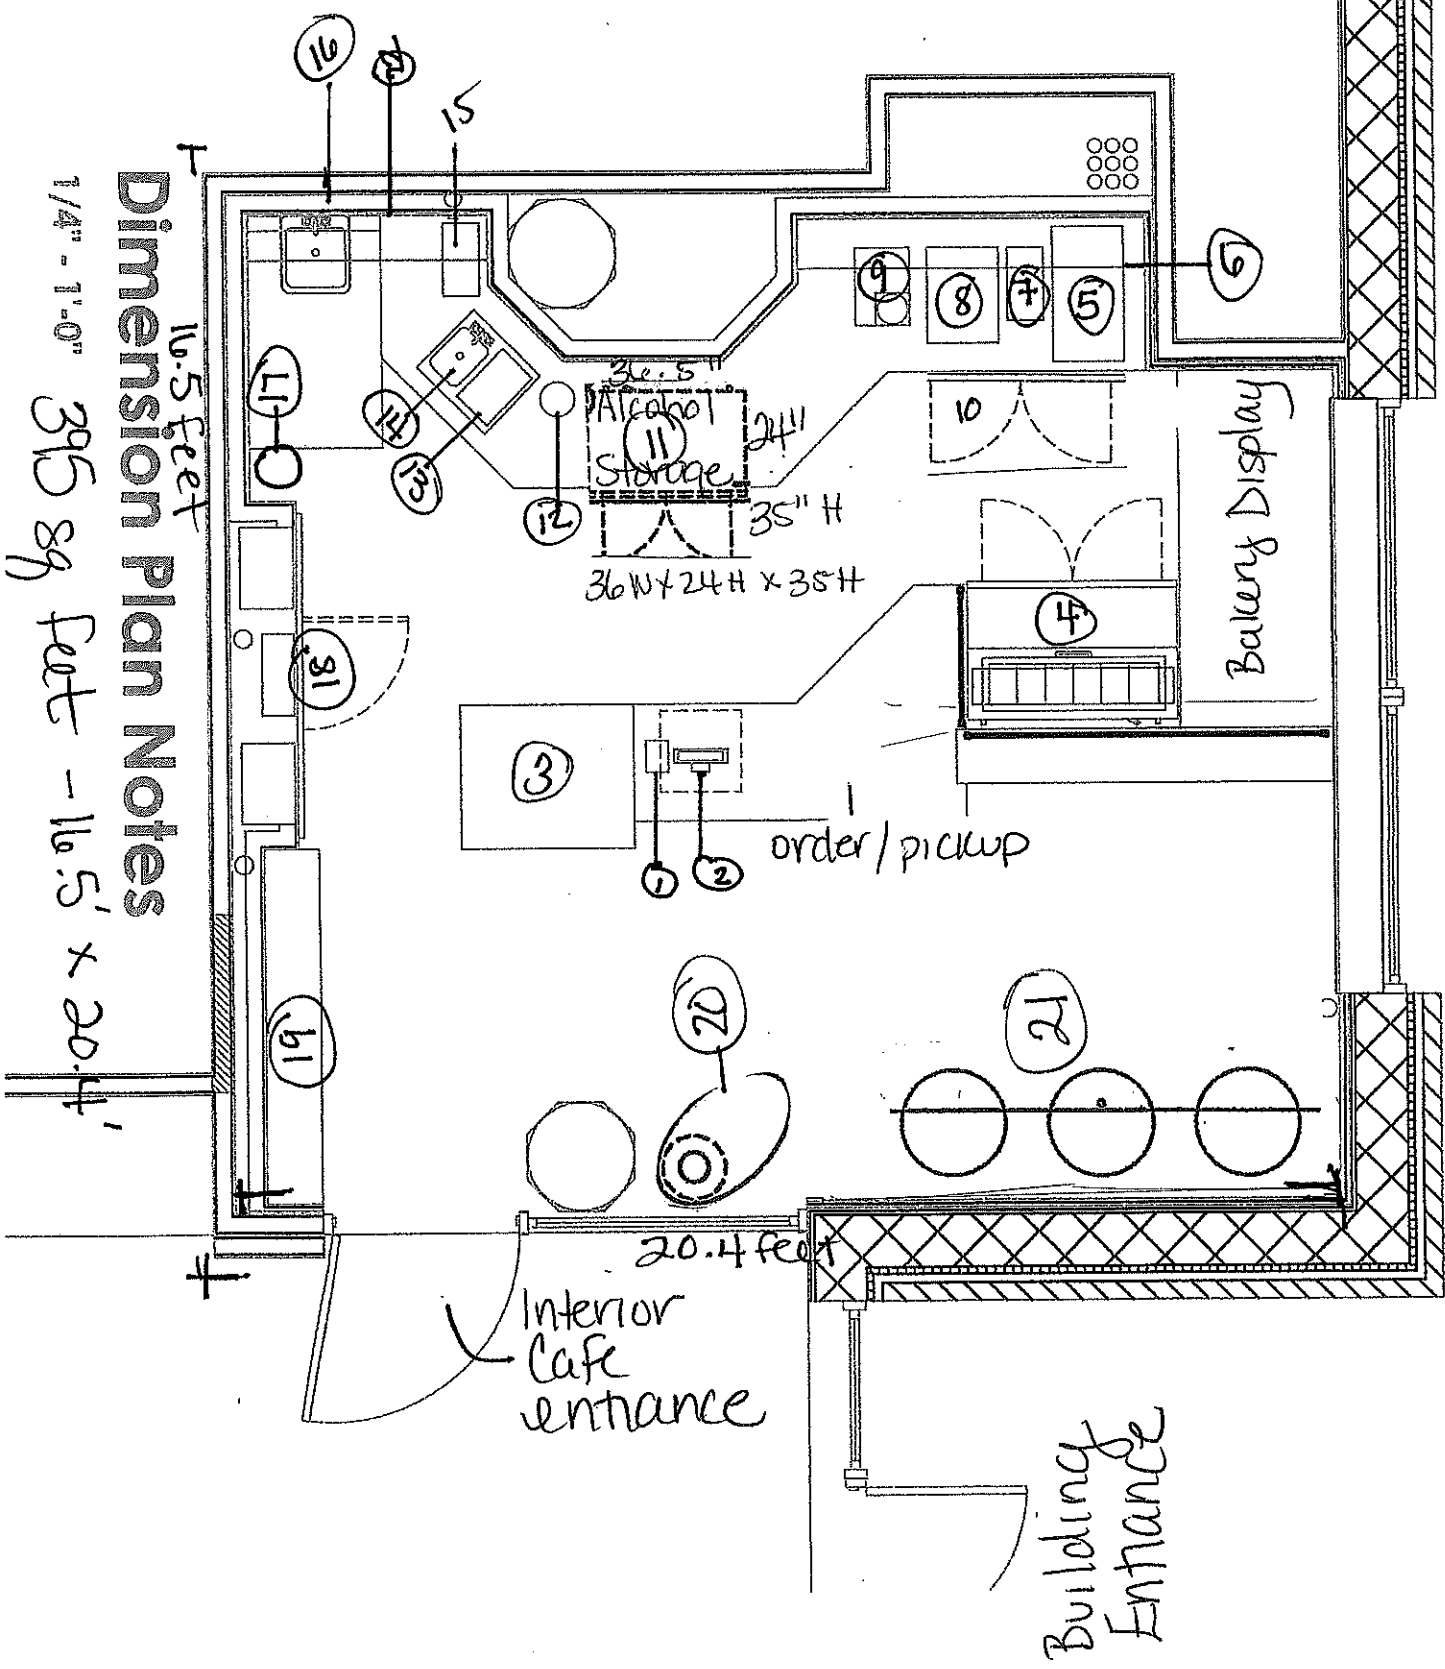 16
15
6
9
8
7
5
Bakery Display
10
36.5"
Alcohol
11
Storage
24"
35" H
36W x 24H x 35H
12
13
14
17
4
18
3
1
2
order/pickup
19
20
21
20.4 feet
Interior
Cafe
entrance
Building
Entrance
16.5 feet
Dimension Plan Notes
1/4" - 1'-0"
395 sq feet - 16.5' x 20.4'